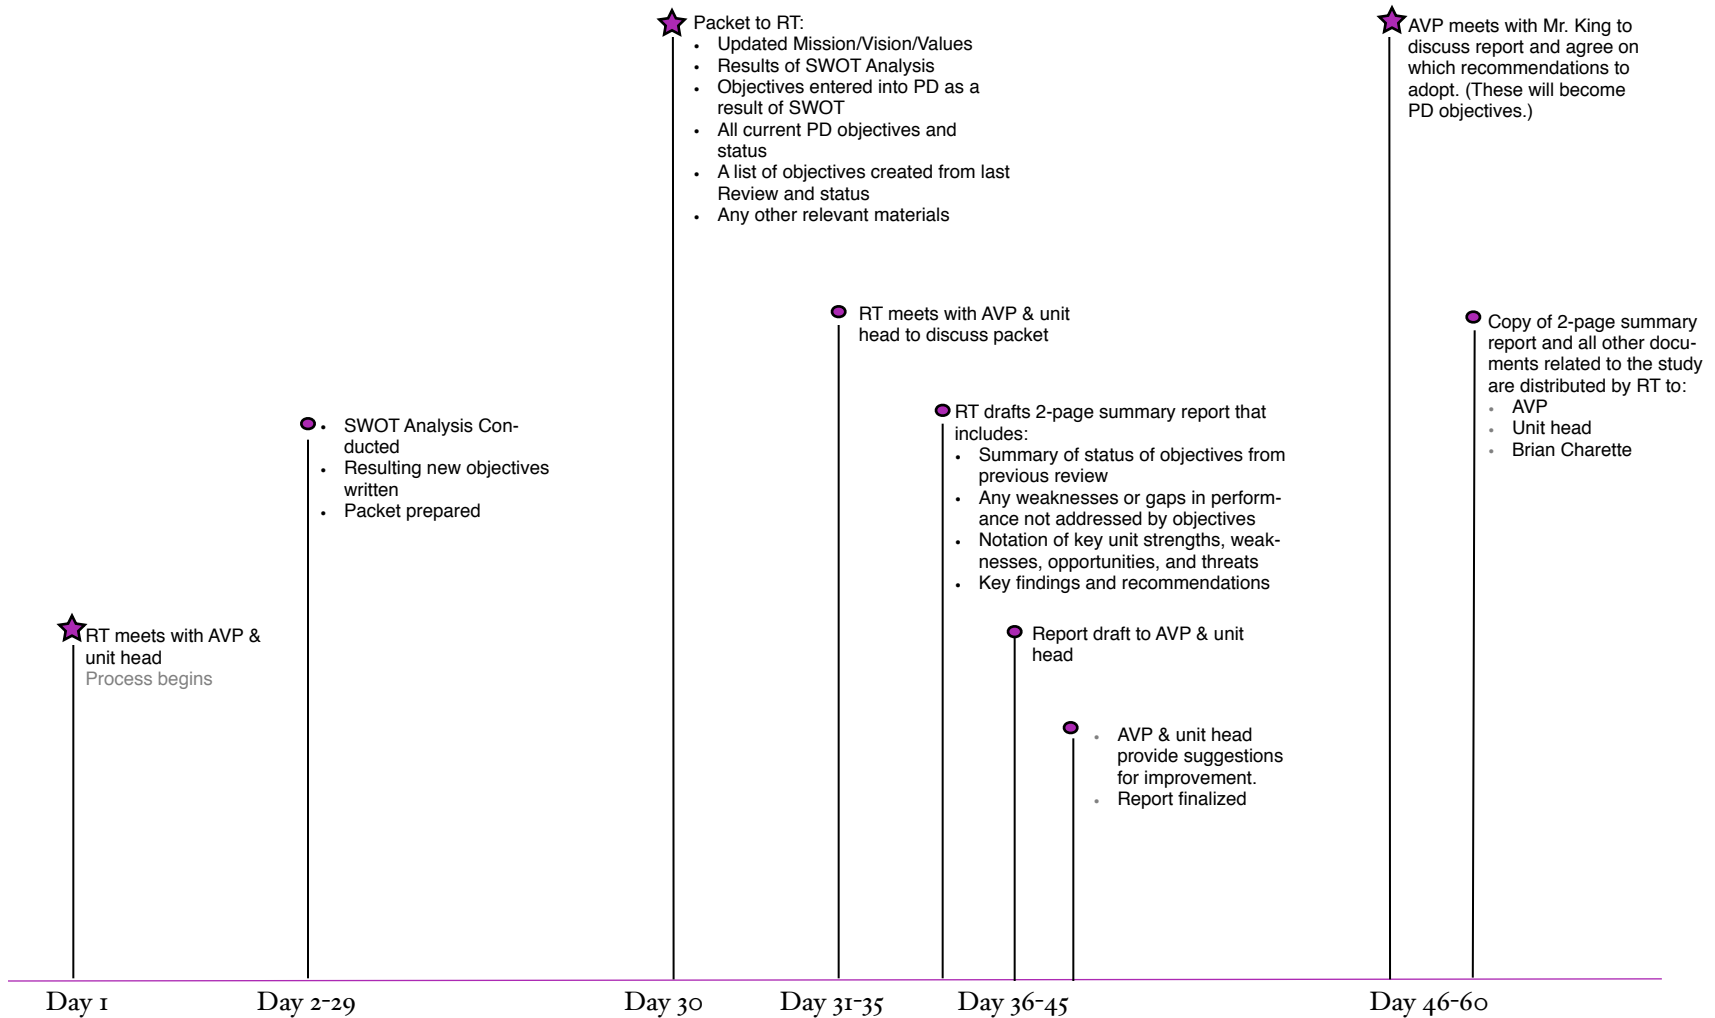 Packet to RT:
• Updated Mission/Vision/Values
• Results of SWOT Analysis
• Objectives entered into PD as a
result of SWOT
• All current PD objectives and
status
• A list of objectives created from last
Review and status
• Any other relevant materials
AVP meets with Mr. King to
discuss report and agree on
which recommendations to
adopt. (These will become
PD objectives.)
RT meets with AVP & unit
head to discuss packet
Copy of 2-page summary
report and all other docu-
ments related to the study
are distributed by RT to:
• AVP
• Unit head
• Brian Charette
• SWOT Analysis Con-
ducted
• Resulting new objectives
written
• Packet prepared
RT drafts 2-page summary report that
includes:
• Summary of status of objectives from
previous review
• Any weaknesses or gaps in perform-
ance not addressed by objectives
• Notation of key unit strengths, weak-
nesses, opportunities, and threats
• Key findings and recommendations
RT meets with AVP &
unit head
Process begins
Report draft to AVP & unit
head
• AVP & unit head
provide suggestions
for improvement.
• Report finalized
Day 1
Day 2-29
Day 30
Day 31-35
Day 36-45
Day 46-60